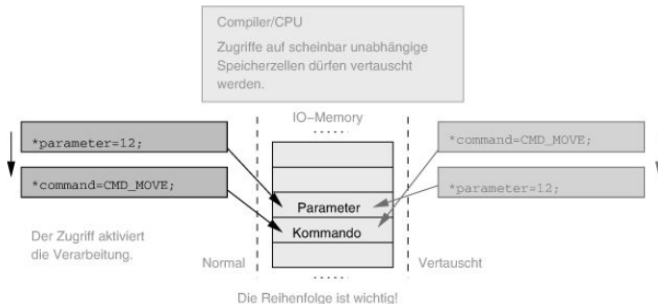 Compiler/CPU
Zugriffe auf scheinbar unabhängige
Speicherzellen dürfen vertauscht
werden.
IO-Memory
*parameter=12;
*command=CMD_MOVE;
*command=CMD_MOVE;
*parameter=12;
Parameter
Kommando
Der Zugriff aktiviert
die Verarbeitung.
Normal
Vertauscht
Die Reihenfolge ist wichtig!